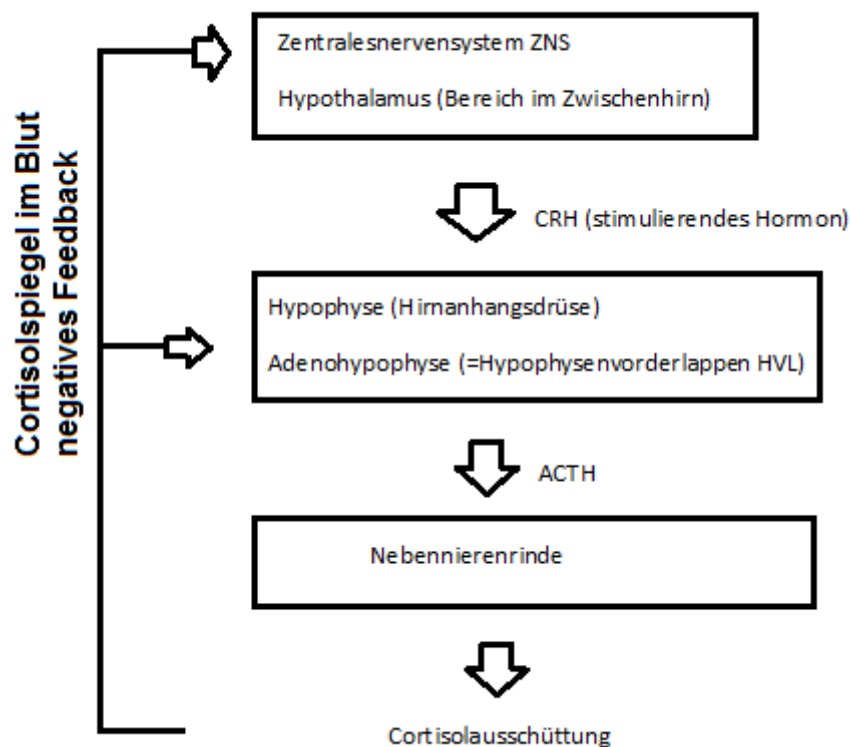 Zentralesnervensystem ZNS
Hypothalamus (Bereich im Zwischenhirn)
CRH (stimulierendes Hormon)
Hypophyse (Hirnanhangsdrüse)
Adenohypophyse (=Hypophysenvorderlappen HVL)
ACTH
Nebennierenrinde
Cortisolausschüttung
Cortisolspiegel im Blut
negatives Feedback